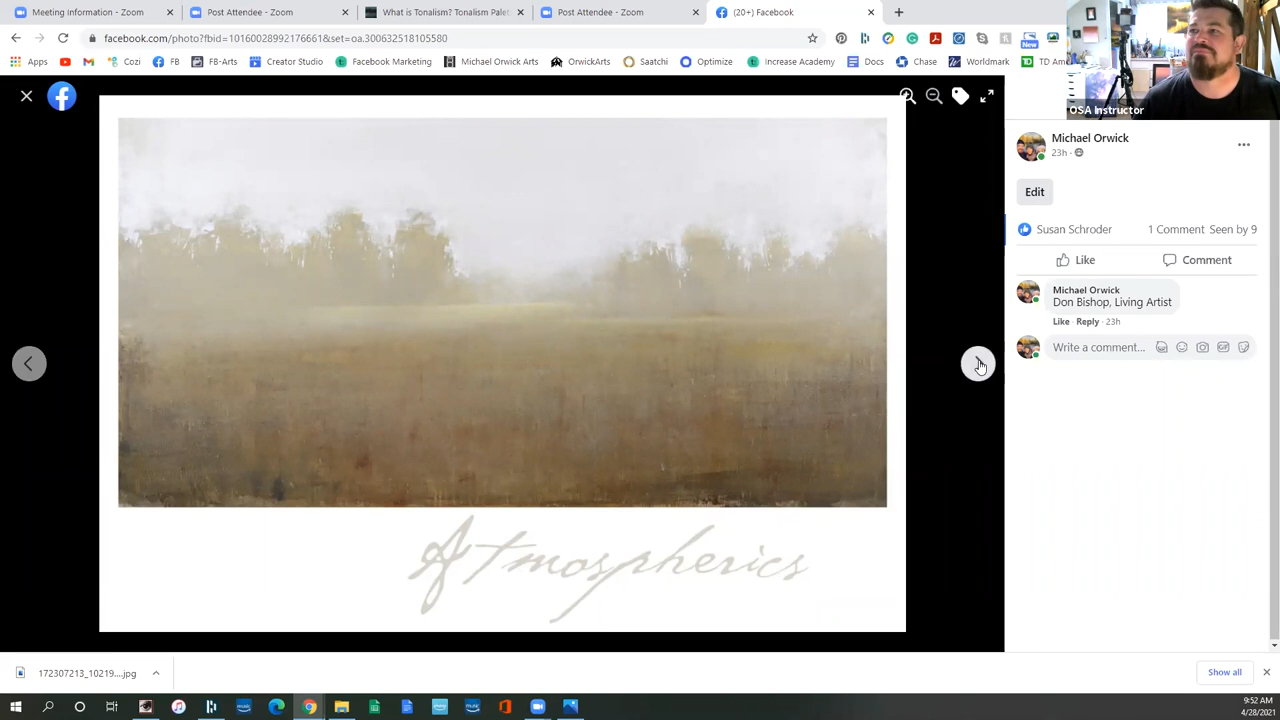 Meeting Information - Zoom
Post Attendee - Zoom
What is Tonalism? Tonalism Palet
Post Attendee - Zoom
(20+) Facebook
facebook.com/photo?fbid=10160028992176661&set=oa.300632518105580
New
Apps
Cozi
FB
FB-Arts
Creator Studio
Facebook Marketing
Michael Orwick Arts
OrwickArts
Saatchi
Optimize
Increase Academy
Docs
Chase
Worldmark
TD Am
OSA Instructor
Michael Orwick
23h
Edit
Susan Schroder
1 Comment Seen by 9
Like
Comment
Michael Orwick
Don Bishop, Living Artist
Like · Reply · 23h
Write a comment...
GIF
Atmospherics
172307213_10219....jpg
Show all
9:52 AM
4/28/2021